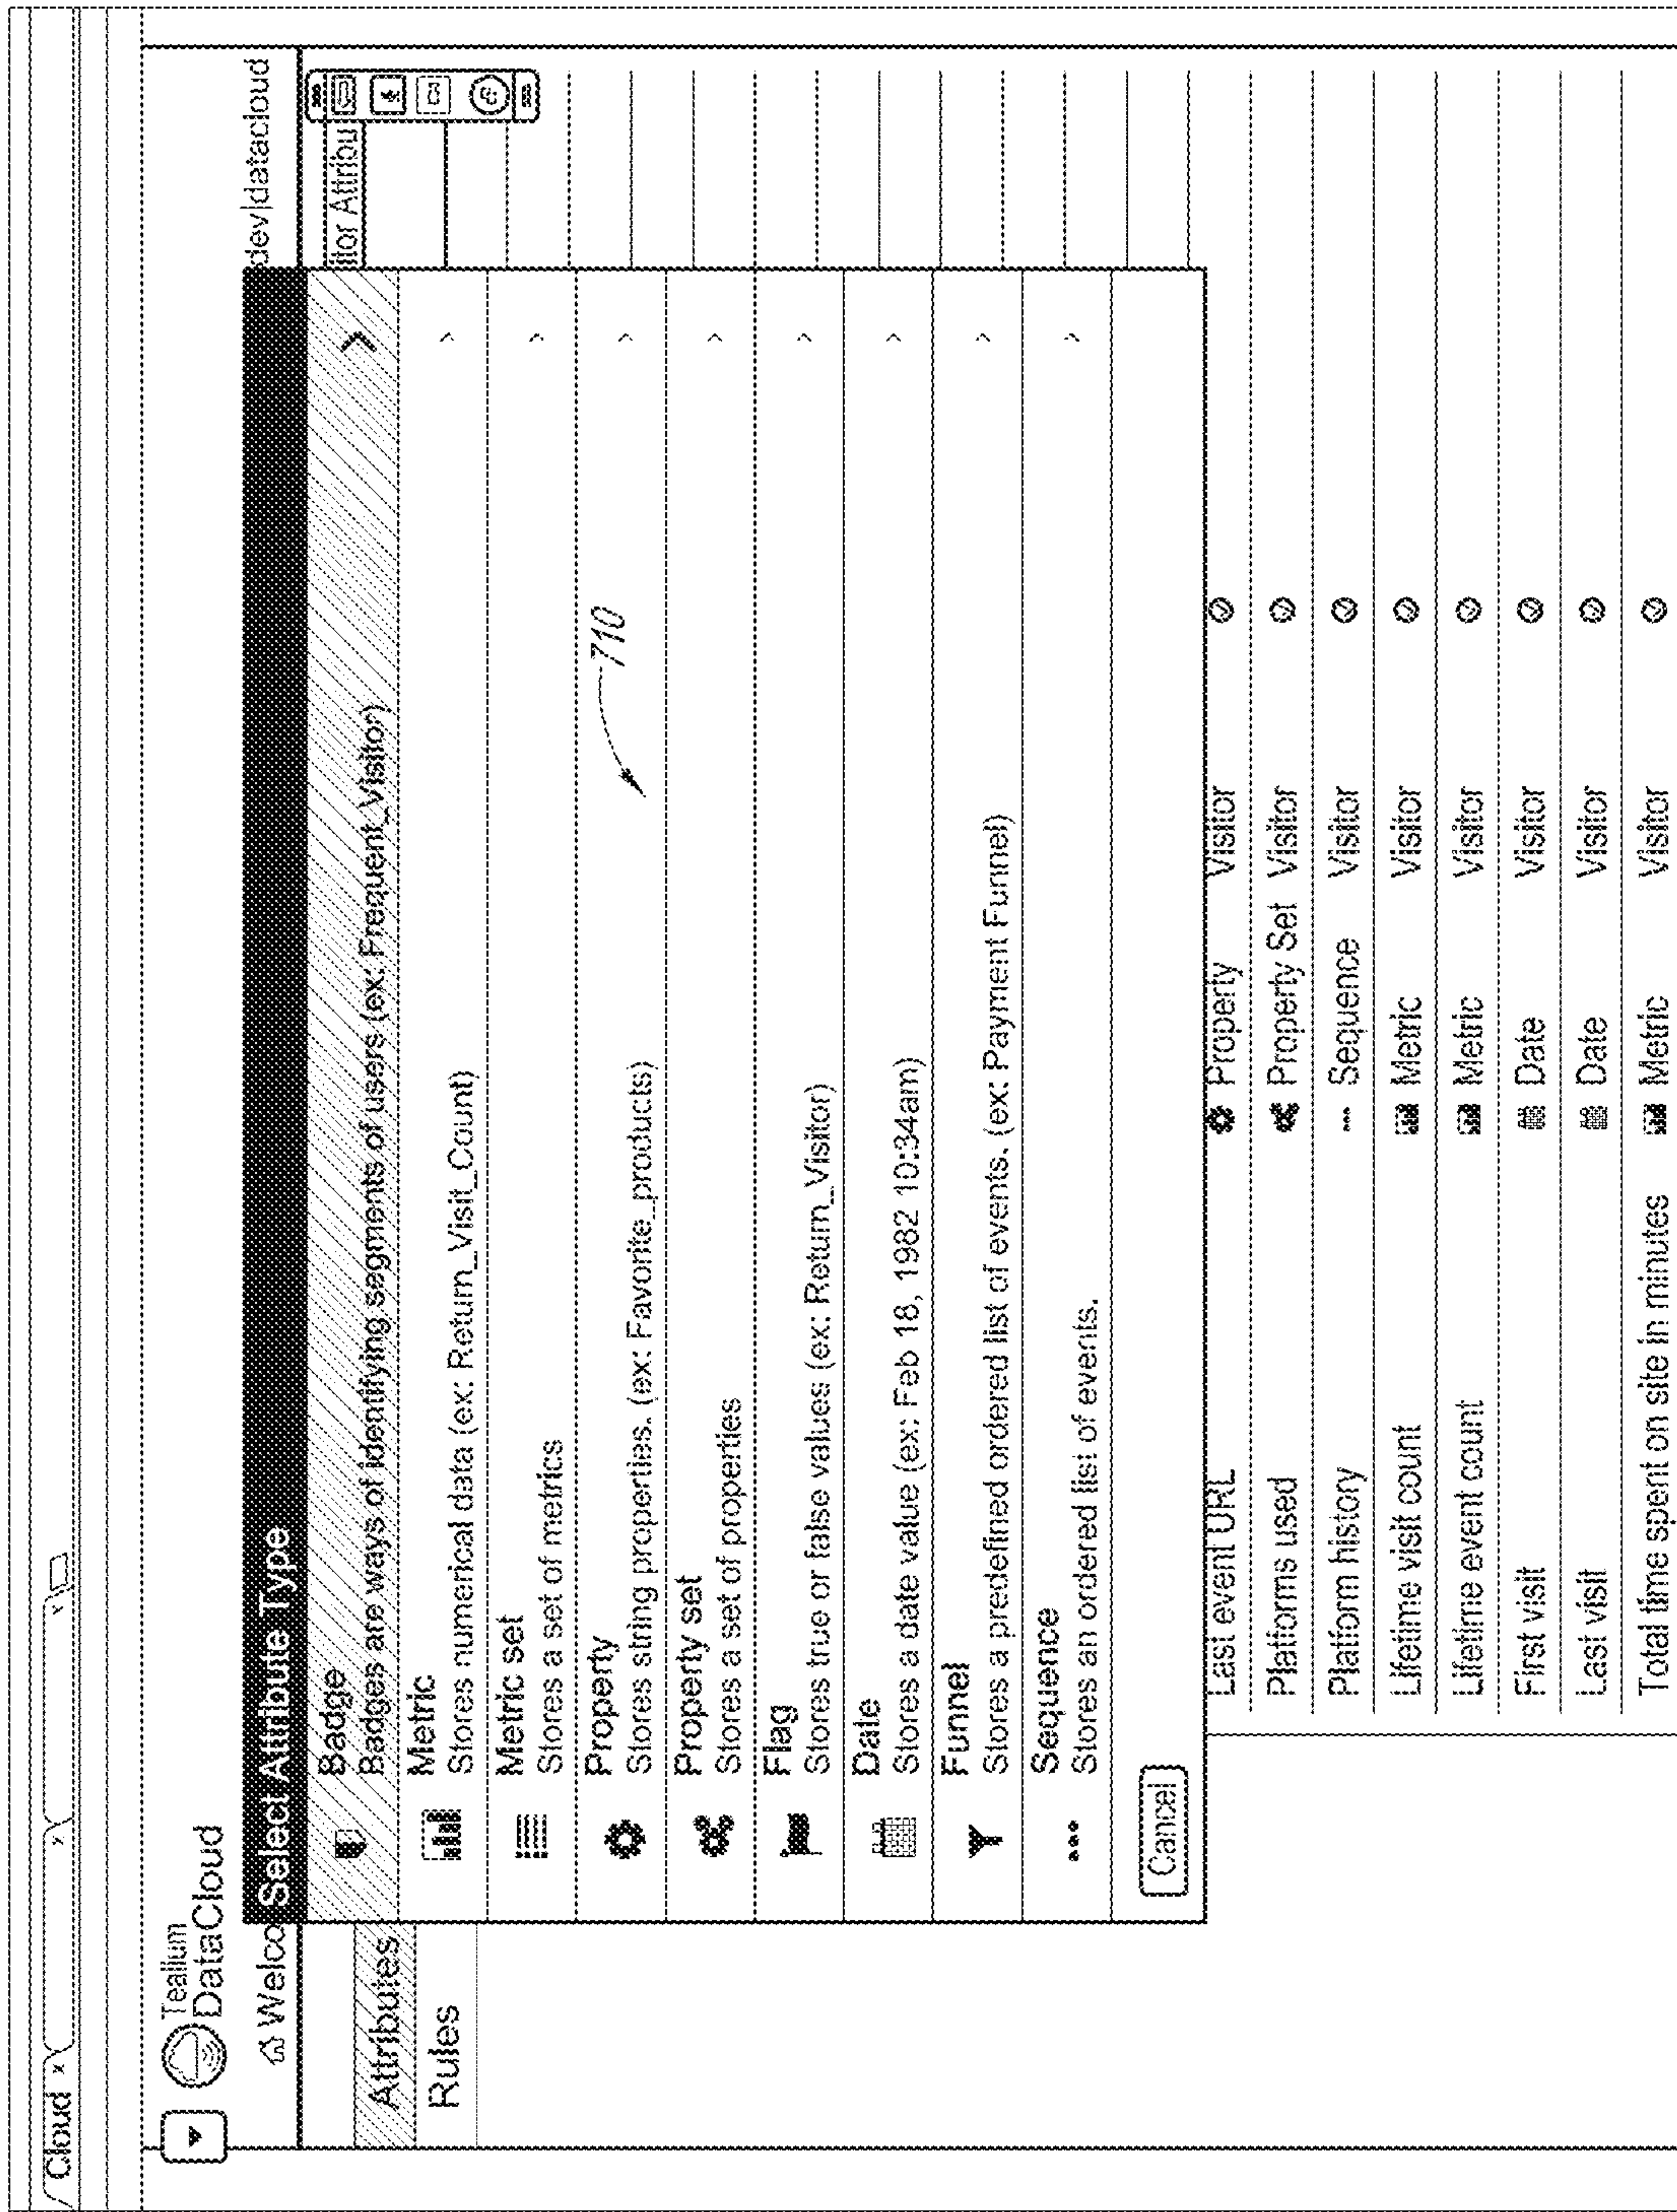 Cloud x
x
x
Tealium
DataCloud
dev|datacloud
Welco
Select Attribute Type
itor Attribu
Attributes
Rules
Badge
Badges are ways of identifying segments of users (ex: Frequent_Visitor)
Metric
Stores numerical data (ex: Return_Visit_Count)
Metric set
Stores a set of metrics
Property
Stores string properties. (ex: Favorite_products)
710
Property set
Stores a set of properties
Flag
Stores true or false values (ex: Return_Visitor)
Date
Stores a date value (ex: Feb 18, 1982 10:34am)
Funnel
Stores a predefined ordered list of events. (ex: Payment Funnel)
Sequence
Stores an ordered list of events.
Cancel
Last event URL Property Visitor
Platforms used Property Set Visitor
Platform history Sequence Visitor
Lifetime visit count Metric Visitor
Lifetime event count Metric Visitor
First visit Date Visitor
Last visit Date Visitor
Total time spent on site in minutes Metric Visitor